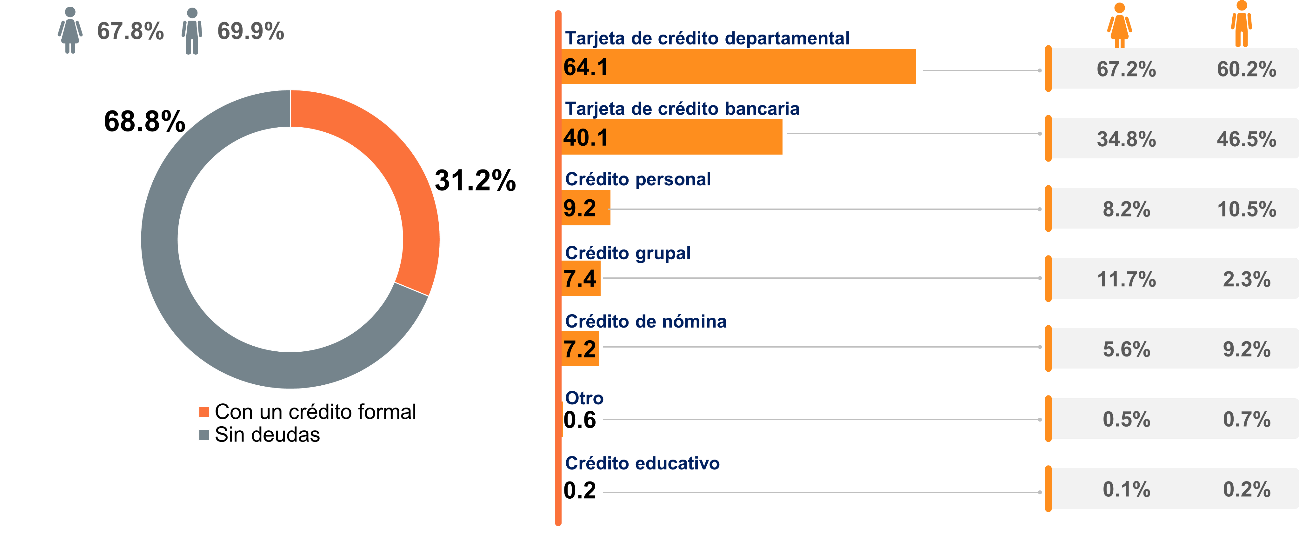 67.8% 69.9%
68.8%
31.2%
Con un crédito formal
Sin deudas
Tarjeta de crédito departamental
64.1 67.2% 60.2%
Tarjeta de crédito bancaria
40.1 34.8% 46.5%
Crédito personal
9.2 8.2% 10.5%
Crédito grupal
7.4 11.7% 2.3%
Crédito de nómina
7.2 5.6% 9.2%
Otro
0.6 0.5% 0.7%
Crédito educativo
0.2 0.1% 0.2%